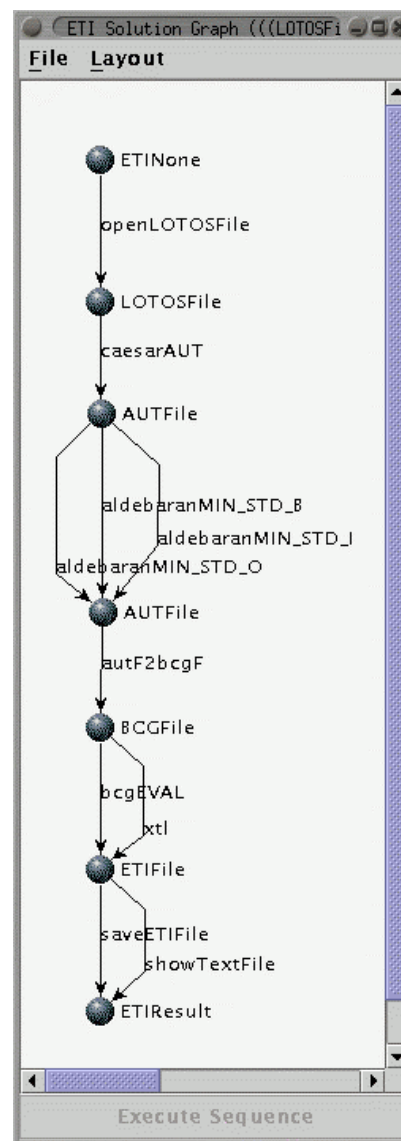 ETI Solution Graph (((LOTOSFi
File Layout
ETINone
openLOTOSFile
LOTOSFile
caesarAUT
AUTFile
aldebaranMIN_STD_B
aldebaranMIN_STD_I
aldebaranMIN_STD_O
AUTFile
autF2bcgF
BCGFile
bcgEVAL
xtl
ETIFile
saveETIFile
showTextFile
ETIResult
Execute Sequence